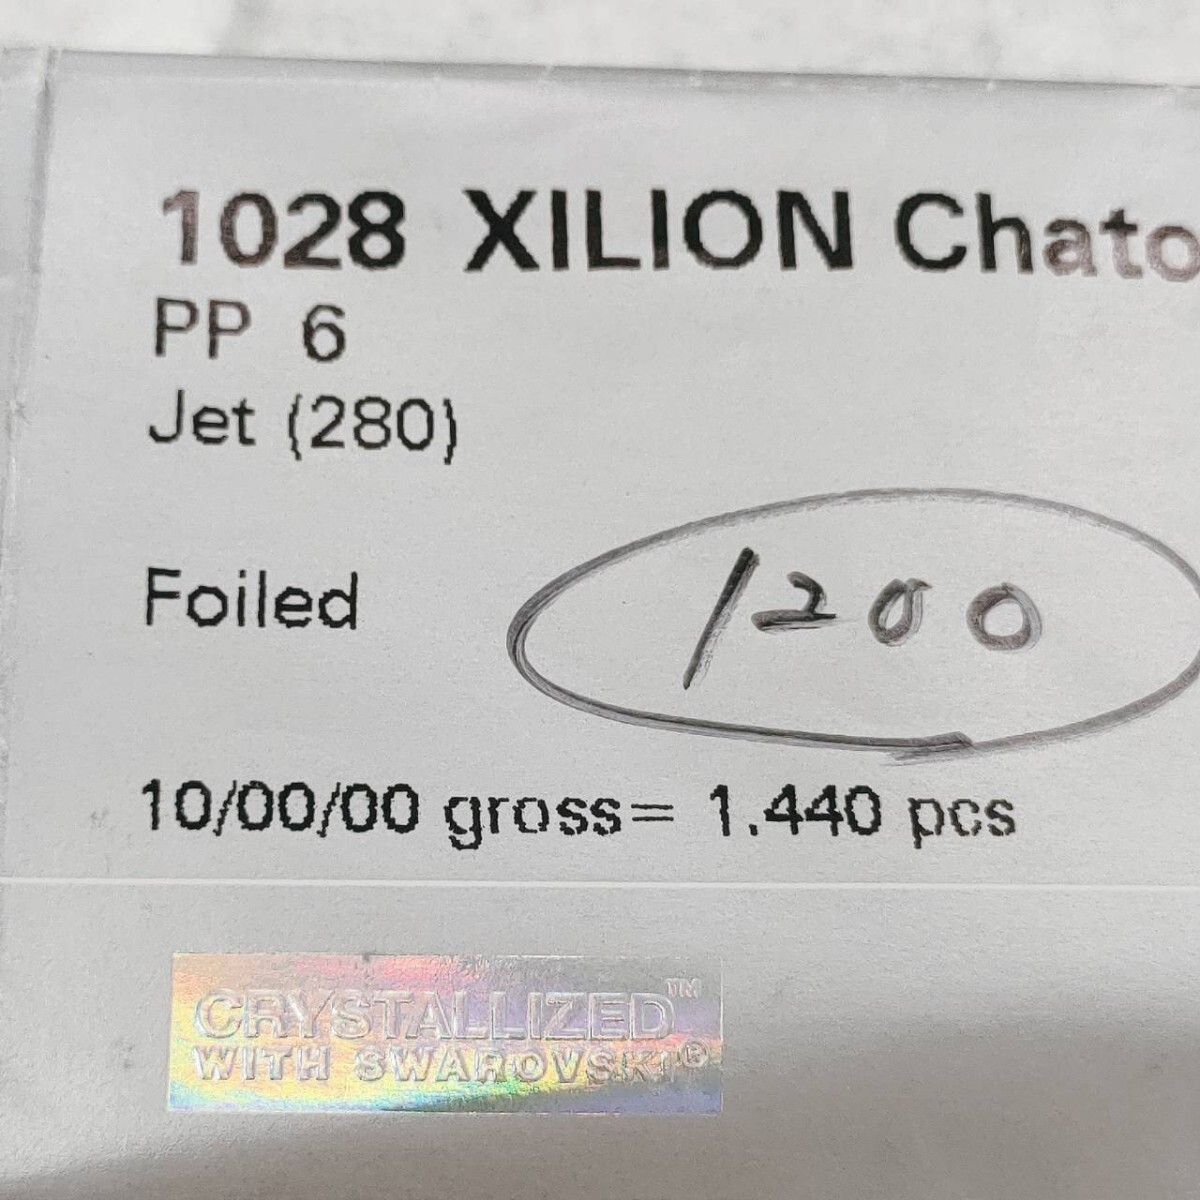 1028 XILION Chato
PP 6
Jet (280)
Foiled
1200
10/00/00 gross= 1.440 pcs
CRYSTALLIZED™
WITH SWAROVSKI®